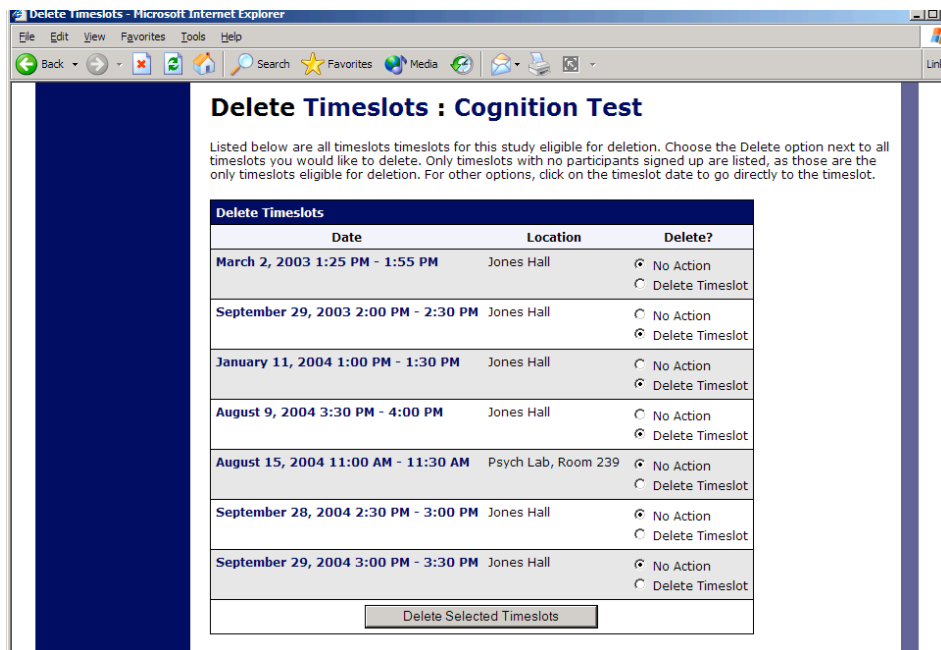 Delete Timeslots - Microsoft Internet Explorer
File Edit View Favorites Tools Help
Back Search Favorites Media
Delete Timeslots : Cognition Test
Listed below are all timeslots timeslots for this study eligible for deletion. Choose the Delete option next to all
timeslots you would like to delete. Only timeslots with no participants signed up are listed, as those are the
only timeslots eligible for deletion. For other options, click on the timeslot date to go directly to the timeslot.
Delete Timeslots
Date Location Delete?
March 2, 2003 1:25 PM - 1:55 PM Jones Hall No Action
Delete Timeslot
September 29, 2003 2:00 PM - 2:30 PM Jones Hall No Action
Delete Timeslot
January 11, 2004 1:00 PM - 1:30 PM Jones Hall No Action
Delete Timeslot
August 9, 2004 3:30 PM - 4:00 PM Jones Hall No Action
Delete Timeslot
August 15, 2004 11:00 AM - 11:30 AM Psych Lab, Room 239 No Action
Delete Timeslot
September 28, 2004 2:30 PM - 3:00 PM Jones Hall No Action
Delete Timeslot
September 29, 2004 3:00 PM - 3:30 PM Jones Hall No Action
Delete Timeslot
Delete Selected Timeslots